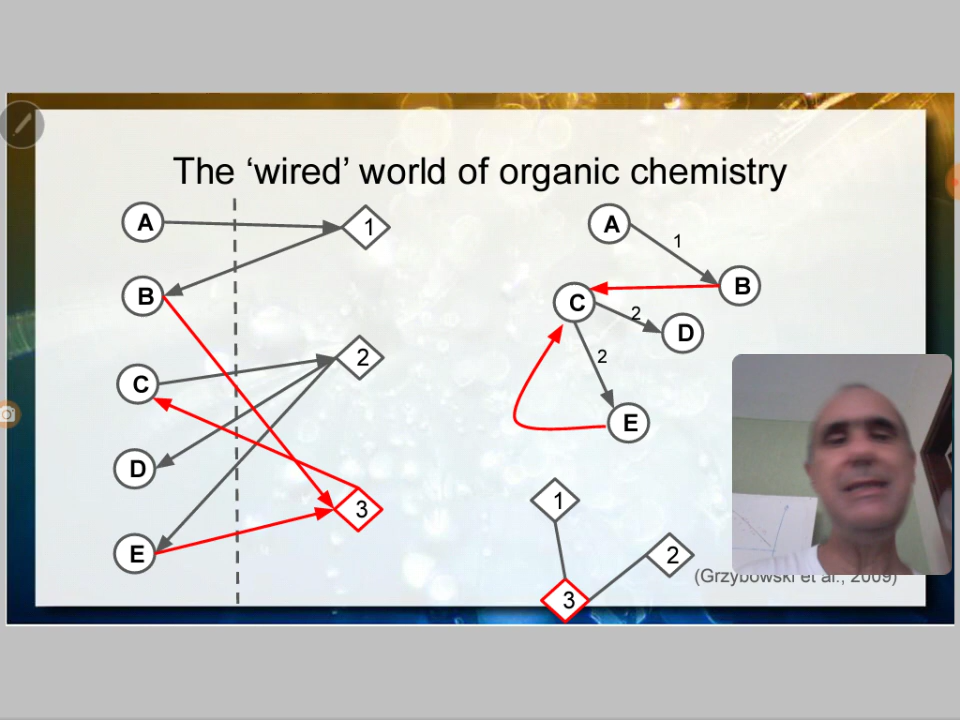 The ‘wired’ world of organic chemistry
A
1
B
C
2
D
E
3
A
1
B
C
2
D
2
E
1
2
3
(Grzybowski et al., 2009)